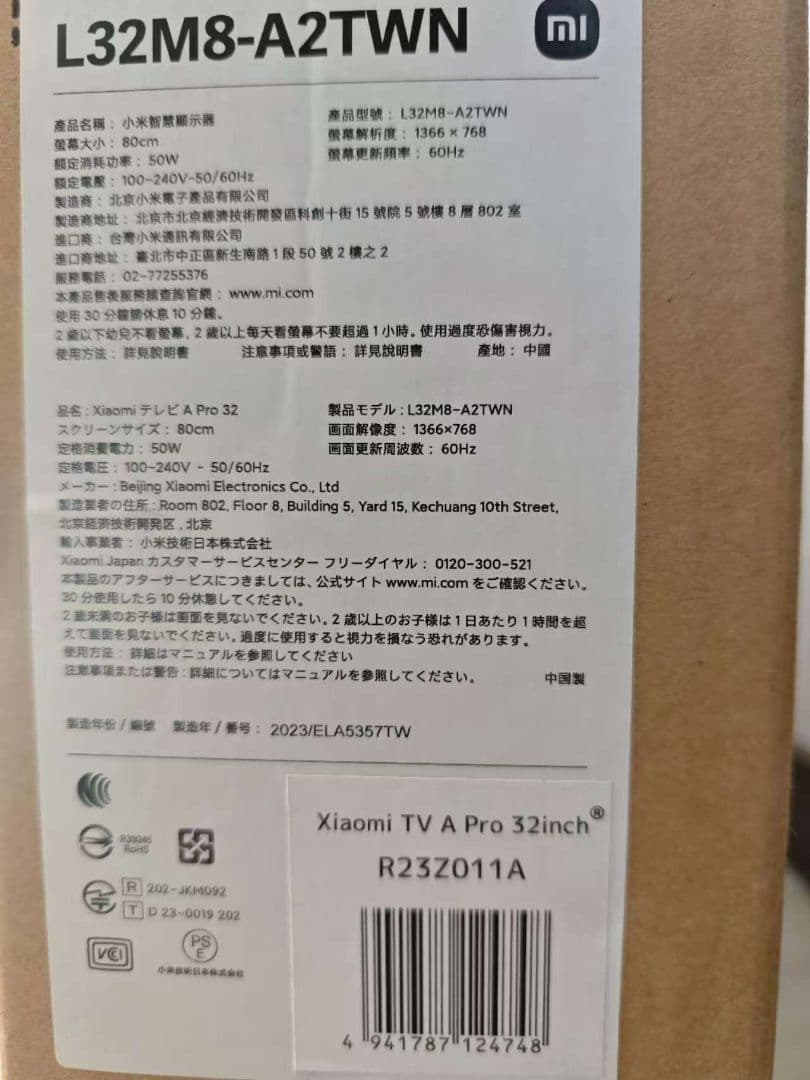 L32M8-A2TWN
mi
產品名稱：小米智慧顯示器
產品型號：L32M8-A2TWN
螢幕大小：80cm
螢幕解析度：1366 × 768
額定消耗功率：50W
螢幕更新頻率：60Hz
額定電壓：100-240V-50/60Hz
製造商：北京小米電子產品有限公司
製造商地址：北京市北京經濟技術開發區科創十街 15 號院 5 號樓 8 層 802 室
進口商：台灣小米通訊有限公司
進口商地址：臺北市中正區新生南路 1 段 50 號 2 樓之 2
服務電話：02-77255376
本產品售後服務請查詢官網：www.mi.com
使用 30 分鐘請休息 10 分鐘。
2 歲以下幼兒不看螢幕，2 歲以上每天看螢幕不要超過 1 小時。使用過度恐傷害視力。
使用方法：詳見說明書 注意事項或警語：詳見說明書 產地：中國
品名：Xiaomi テレビ A Pro 32
製品モデル：L32M8-A2TWN
スクリーンサイズ：80cm
画面解像度：1366×768
定格消費電力：50W
画面更新周波数：60Hz
定格電圧：100-240V - 50/60Hz
メーカー：Beijing Xiaomi Electronics Co., Ltd
製造業者の住所：Room 802, Floor 8, Building 5, Yard 15, Kechuang 10th Street,
北京経済技術開発区，北京
輸入事業者：小米技術日本株式会社
Xiaomi Japan カスタマーサービスセンター フリーダイヤル：0120-300-521
本製品のアフターサービスにつきましては、公式サイト www.mi.com をご確認ください。
30 分使用したら 10 分休憩してください。
2 歳未満のお子様は画面を見ないでください。2 歳以上のお子様は 1 日あたり 1 時間を超
えて画面を見ないでください。過度に使用すると視力を損なう恐れがあります。
使用方法：詳細はマニュアルを参照してください
注意事項または警告：詳細についてはマニュアルを参照してください。 中国製
製造年份 / 編號 製造年 / 番号：2023/ELA5357TW
R39245
RoHS
R 202-JKM092
T D 23-0019 202
VCI
PS
E
小米技術日本株式会社
Xiaomi TV A Pro 32inch®
R23Z011A
4 941787 124748